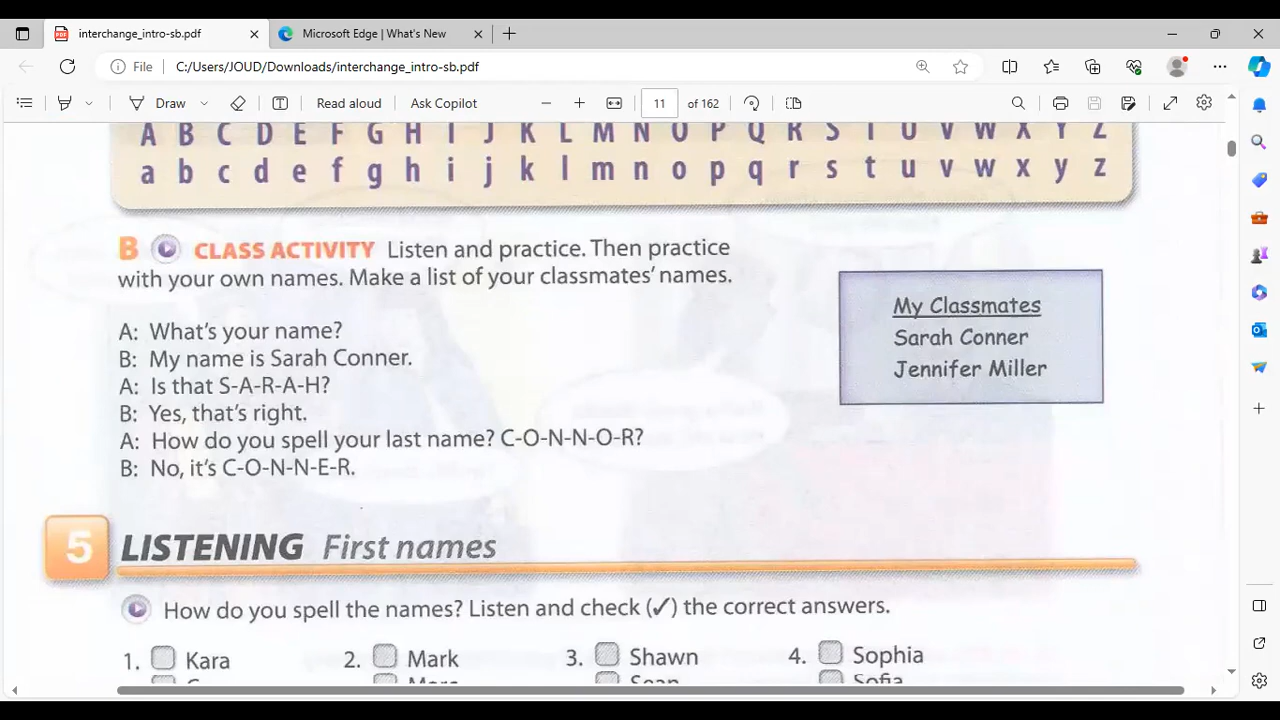 interchange_intro-sb.pdf
Microsoft Edge | What's New
File C:/Users/JOUD/Downloads/interchange_intro-sb.pdf
Draw Read aloud Ask Copilot 11 of 162
A B C D E F G H I J K L M N O P Q R S T U V W X Y Z
a b c d e f g h i j k l m n o p q r s t u v w x y z
B CLASS ACTIVITY Listen and practice. Then practice
with your own names. Make a list of your classmates' names.
A: What's your name?
B: My name is Sarah Conner.
A: Is that S-A-R-A-H?
B: Yes, that's right.
A: How do you spell your last name? C-O-N-N-O-R?
B: No, it's C-O-N-N-E-R.
My Classmates
Sarah Conner
Jennifer Miller
5 LISTENING First names
How do you spell the names? Listen and check (✓) the correct answers.
1. Kara 2. Mark 3. Shawn 4. Sophia
Marc Sean Sofia